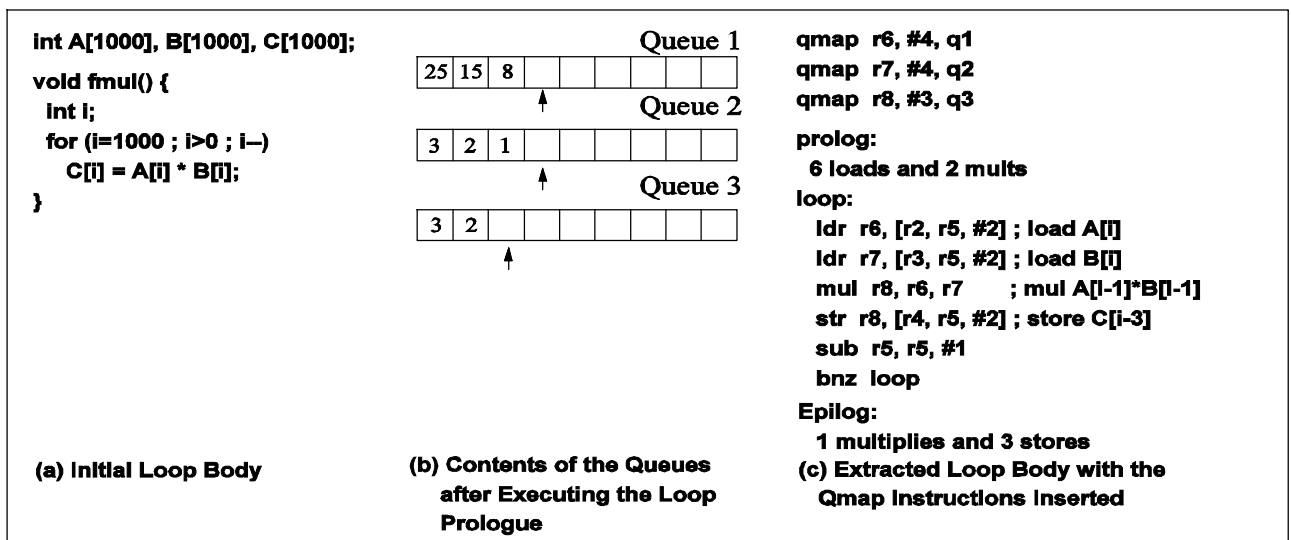 int A[1000], B[1000], C[1000];
void fmul() {
int i;
for (i=1000 ; i>0 ; i--)
C[i] = A[i] * B[i];
}
(a) Initial Loop Body
Queue 1
25 15 8
Queue 2
3 2 1
Queue 3
3 2
(b) Contents of the Queues
after Executing the Loop
Prologue
qmap r6, #4, q1
qmap r7, #4, q2
qmap r8, #3, q3
prolog:
6 loads and 2 mults
loop:
ldr r6, [r2, r5, #2] ; load A[i]
ldr r7, [r3, r5, #2] ; load B[i]
mul r8, r6, r7 ; mul A[i-1]*B[i-1]
str r8, [r4, r5, #2] ; store C[i-3]
sub r5, r5, #1
bnz loop
Epilog:
1 multiplies and 3 stores
(c) Extracted Loop Body with the
Qmap Instructions Inserted